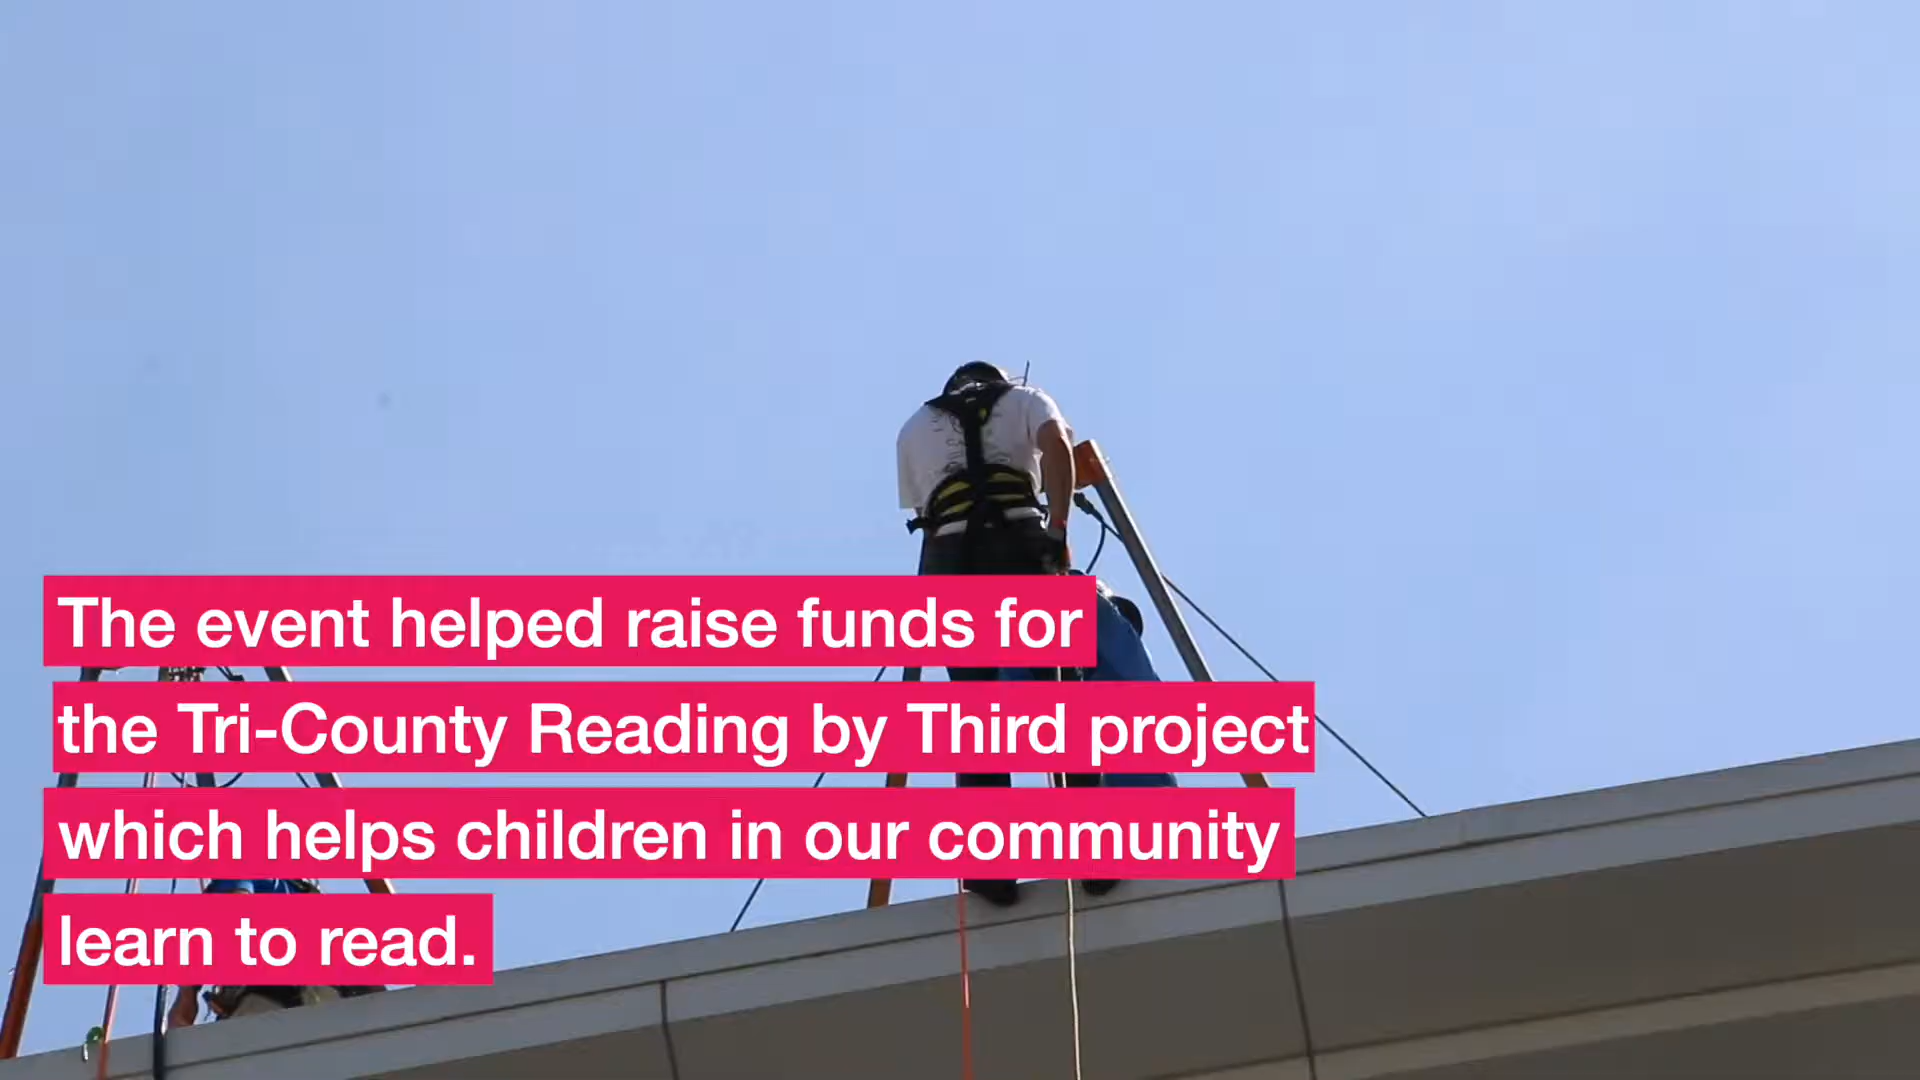 The event helped raise funds for
the Tri-County Reading by Third project
which helps children in our community
learn to read.